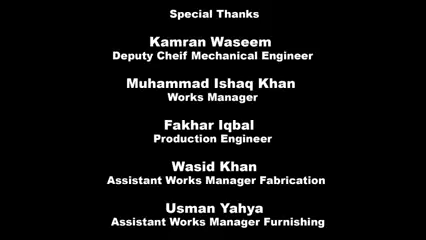 Special Thanks
Kamran Waseem
Deputy Cheif Mechanical Engineer
Muhammad Ishaq Khan
Works Manager
Fakhar Iqbal
Production Engineer
Wasid Khan
Assistant Works Manager Fabrication
Usman Yahya
Assistant Works Manager Furnishing